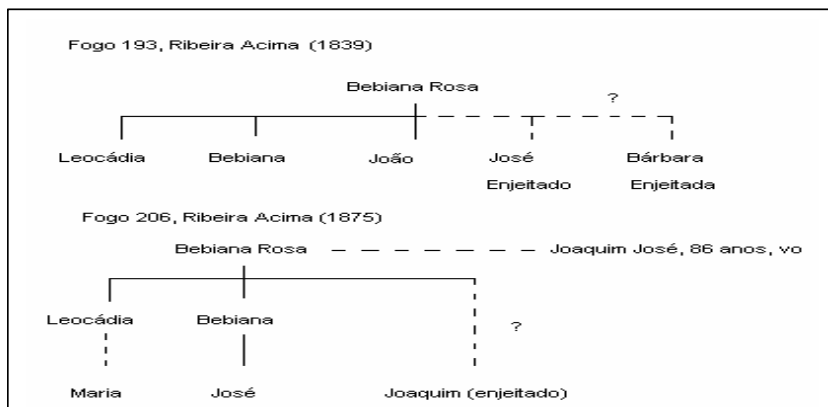 Fogo 193, Ribeira Acima (1839)
Bebiana Rosa
?
Leocádia Bebiana João José Bárbara
Enjeitado Enjeitada
Fogo 206, Ribeira Acima (1875)
Bebiana Rosa Joaquim José, 86 anos, vo
Leocádia Bebiana
?
Maria José Joaquim (enjeitado)